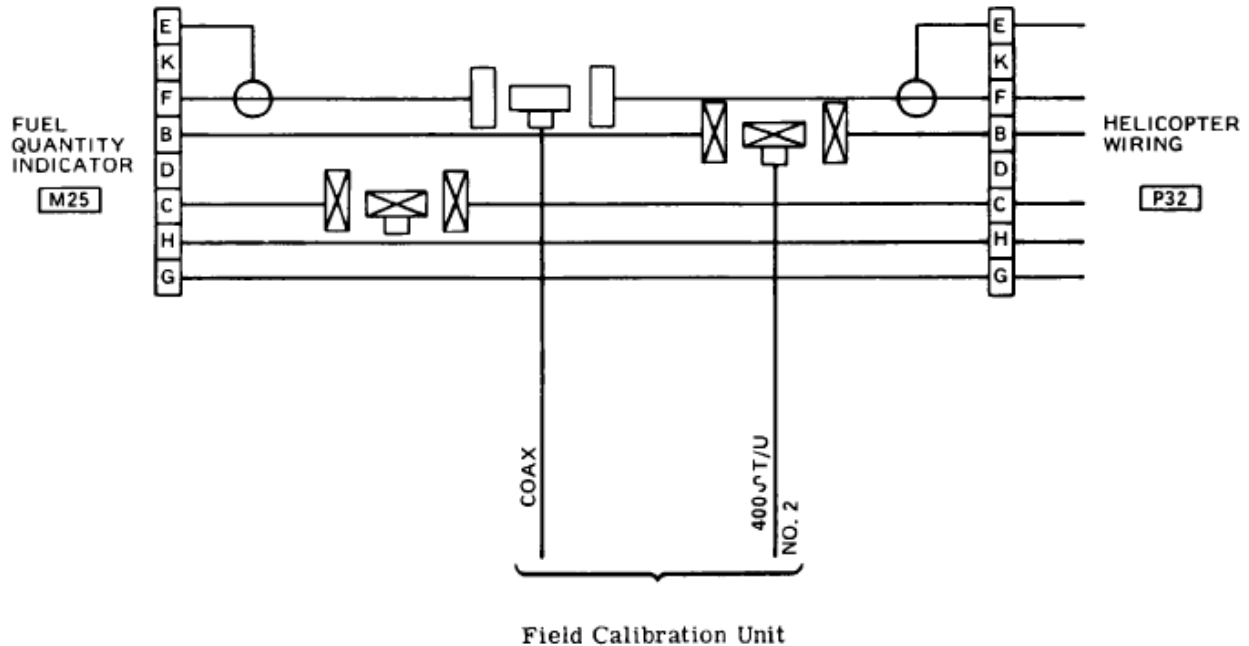 E
K
F
B
D
C
H
G
FUEL
QUANTITY
INDICATOR
M25
E
K
F
B
D
C
H
G
HELICOPTER
WIRING
P32
COAX
NO. 2
Field Calibration Unit